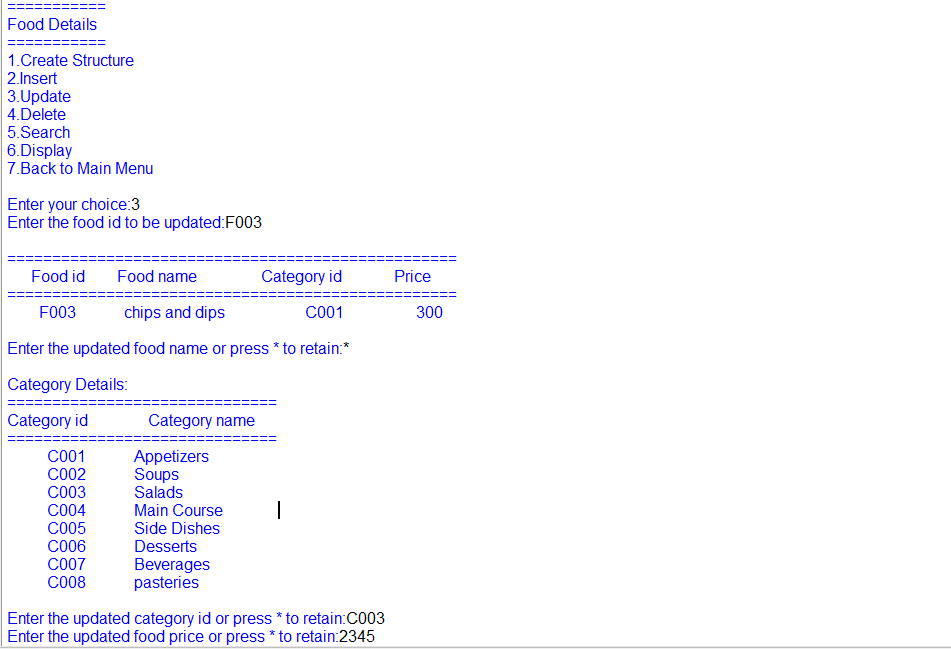 ===========
Food Details
===========
1.Create Structure
2.Insert
3.Update
4.Delete
5.Search
6.Display
7.Back to Main Menu
Enter your choice:3
Enter the food id to be updated:F003
==================================================
Food id Food name Category id Price
==================================================
F003 chips and dips C001 300
Enter the updated food name or press * to retain:*
Category Details:
==============================
Category id Category name
==============================
C001 Appetizers
C002 Soups
C003 Salads
C004 Main Course
C005 Side Dishes
C006 Desserts
C007 Beverages
C008 pasteries
Enter the updated category id or press * to retain:C003
Enter the updated food price or press * to retain:2345